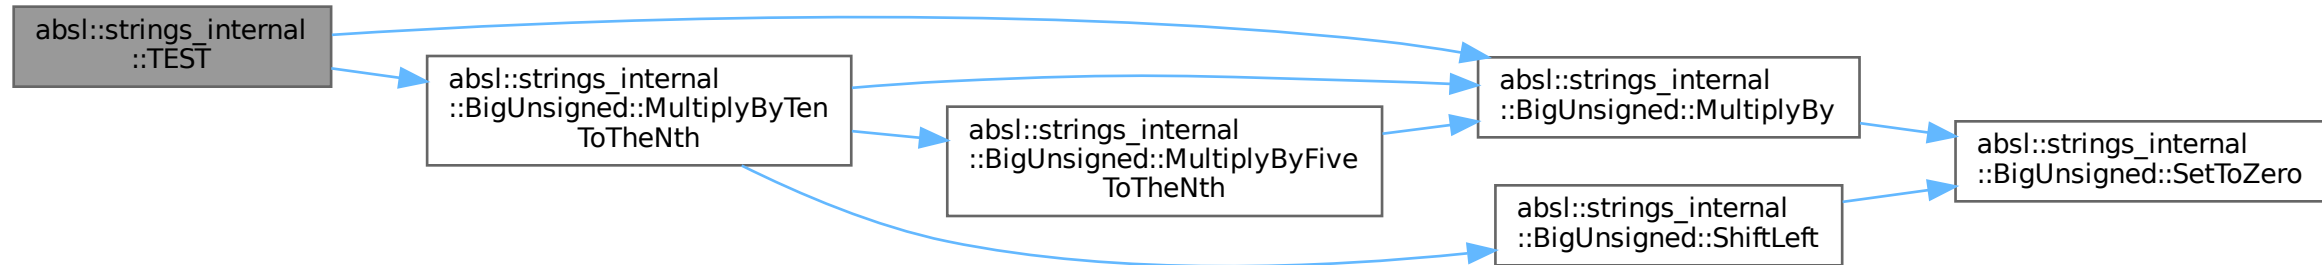 absl::strings_internal
::TEST
absl::strings_internal
::BigUnsigned::MultiplyByTen
ToTheNth
absl::strings_internal
::BigUnsigned::MultiplyByFive
ToTheNth
absl::strings_internal
::BigUnsigned::MultiplyBy
absl::strings_internal
::BigUnsigned::ShiftLeft
absl::strings_internal
::BigUnsigned::SetToZero